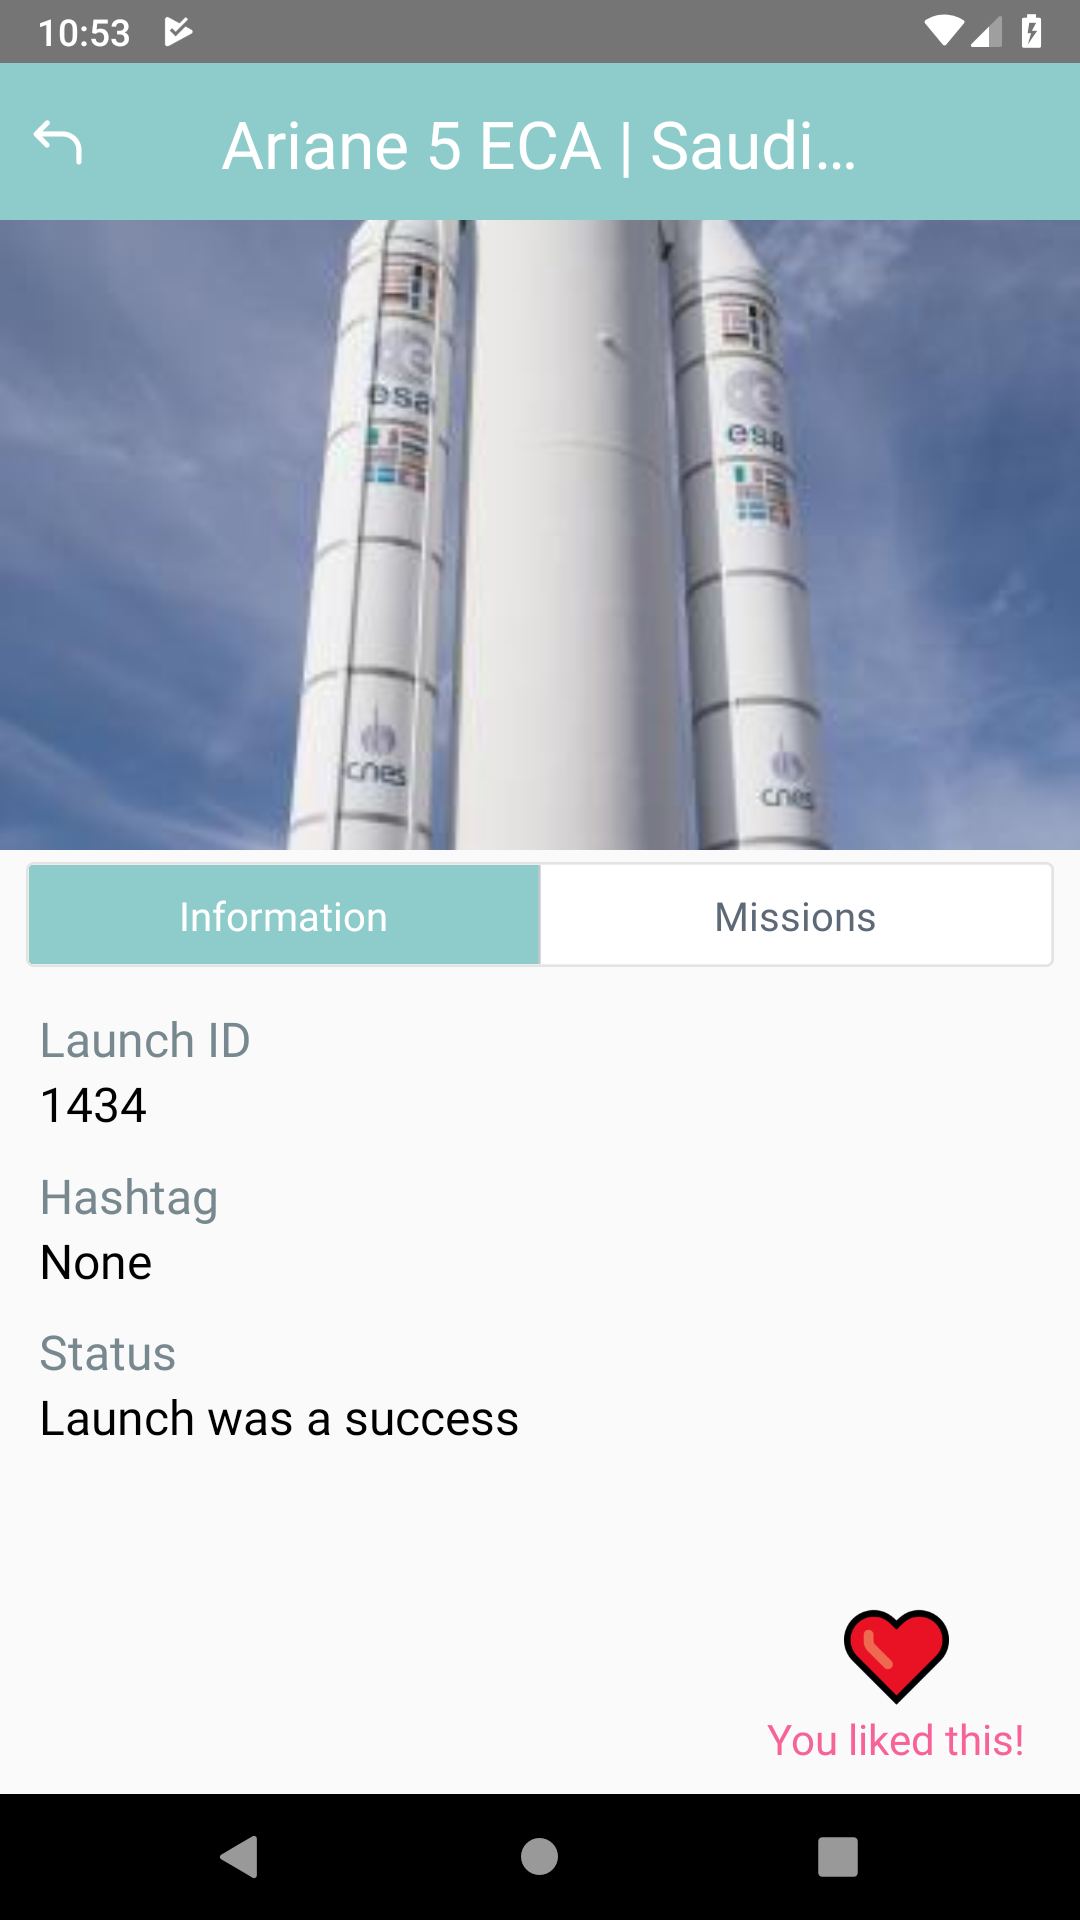 10:53
Ariane 5 ECA | Saudi...
esa
esa
cnes
cnes
Information
Missions
Launch ID
1434
Hashtag
None
Status
Launch was a success
You liked this!